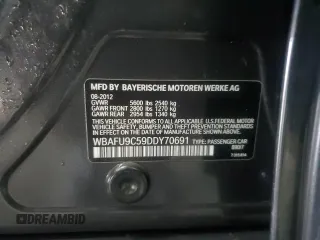 MFD BY BAYERISCHE MOTOREN WERKE AG
08-2012
GVWR 5600 lbs 2540 kg
GAWR FRONT 2800 lbs 1270 kg
GAWR REAR 2954 lbs 1340 kg
THIS VEHICLE CONFORMS TO ALL APPLICABLE
FEDERAL MOTOR VEHICLE SAFETY, BUMPER,
AND THEFT PREVENTION STANDARDS
IN EFFECT ON THE DATE OF MANUFACTURE
SHOWN ABOVE.
WBAFU9C59DDY70691
TYPE: PASSENGER CAR
© DRIVEBIDRIVE